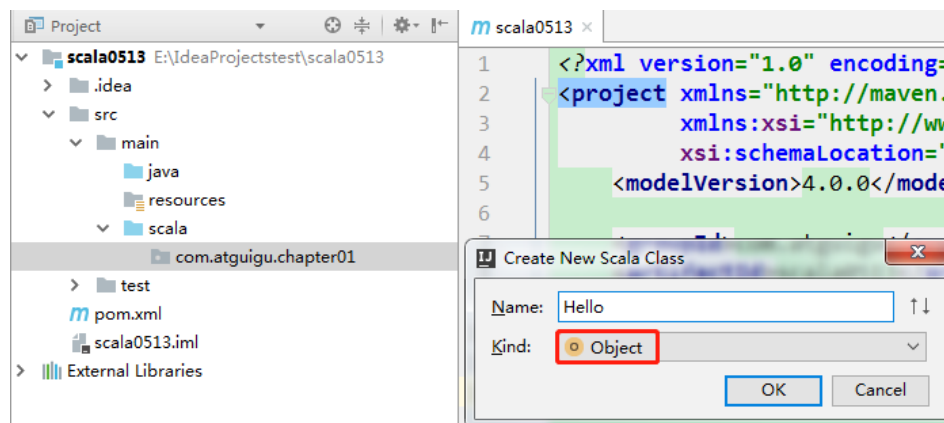 Project
scala0513 E:\IdeaProjectstest\scala0513
.idea
src
main
java
resources
scala
com.atguigu.chapter01
test
pom.xml
scala0513.iml
External Libraries
scala0513
1 <?xml version="1.0" encoding=
2 <project xmlns="http://maven.
3 xmlns:xsi="http://ww
4 xsi:schemaLocation="
5 <modelVersion>4.0.0</mode
6
Create New Scala Class
Name: Hello
Kind: Object
OK Cancel